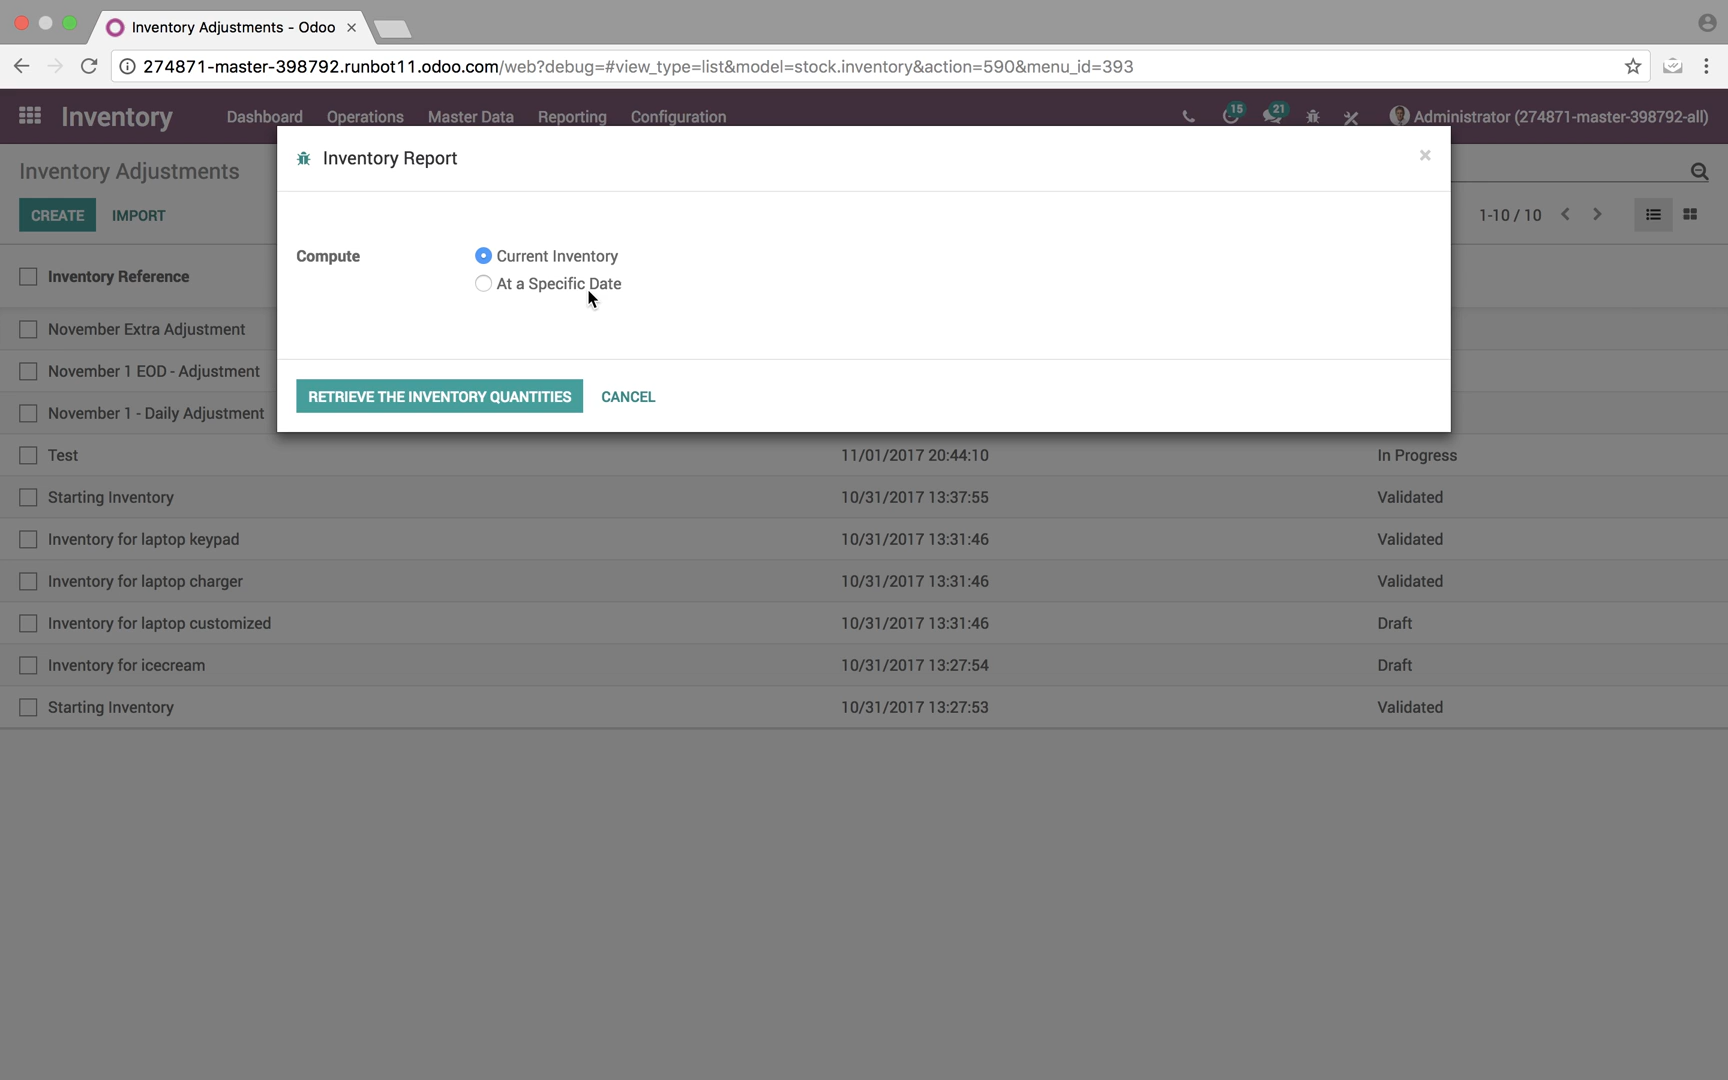 Inventory Adjustments - Odoo
274871-master-398792.runbot11.odoo.com/web?debug=#view_type=list&model=stock.inventory&action=590&menu_id=393
Inventory Dashboard Operations Master Data Reporting Configuration 15 21 Administrator (274871-master-398792-all)
Inventory Report
Inventory Adjustments
CREATE IMPORT 1-10 / 10
Compute Current Inventory
At a Specific Date
Inventory Reference
November Extra Adjustment
November 1 EOD - Adjustment
RETRIEVE THE INVENTORY QUANTITIES CANCEL
November 1 - Daily Adjustment
Test 11/01/2017 20:44:10 In Progress
Starting Inventory 10/31/2017 13:37:55 Validated
Inventory for laptop keypad 10/31/2017 13:31:46 Validated
Inventory for laptop charger 10/31/2017 13:31:46 Validated
Inventory for laptop customized 10/31/2017 13:31:46 Draft
Inventory for icecream 10/31/2017 13:27:54 Draft
Starting Inventory 10/31/2017 13:27:53 Validated